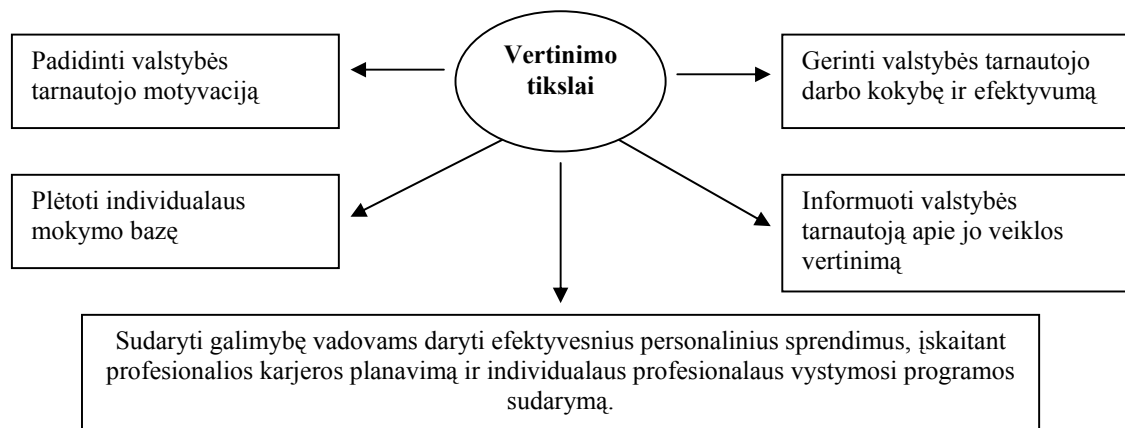 Vertinimo
tikslai
Padidinti valstybės
tarnautojo motyvaciją
Gerinti valstybės tarnautojo
darbo kokybę ir efektyvumą
Plėtoti individualaus
mokymo bazę
Informuoti valstybės
tarnautoją apie jo veiklos
vertinimą
Sudaryti galimybę vadovams daryti efektyvesnius personalinius sprendimus, įskaitant
profesionalios karjeros planavimą ir individualaus profesionalaus vystymosi programos
sudarymą.